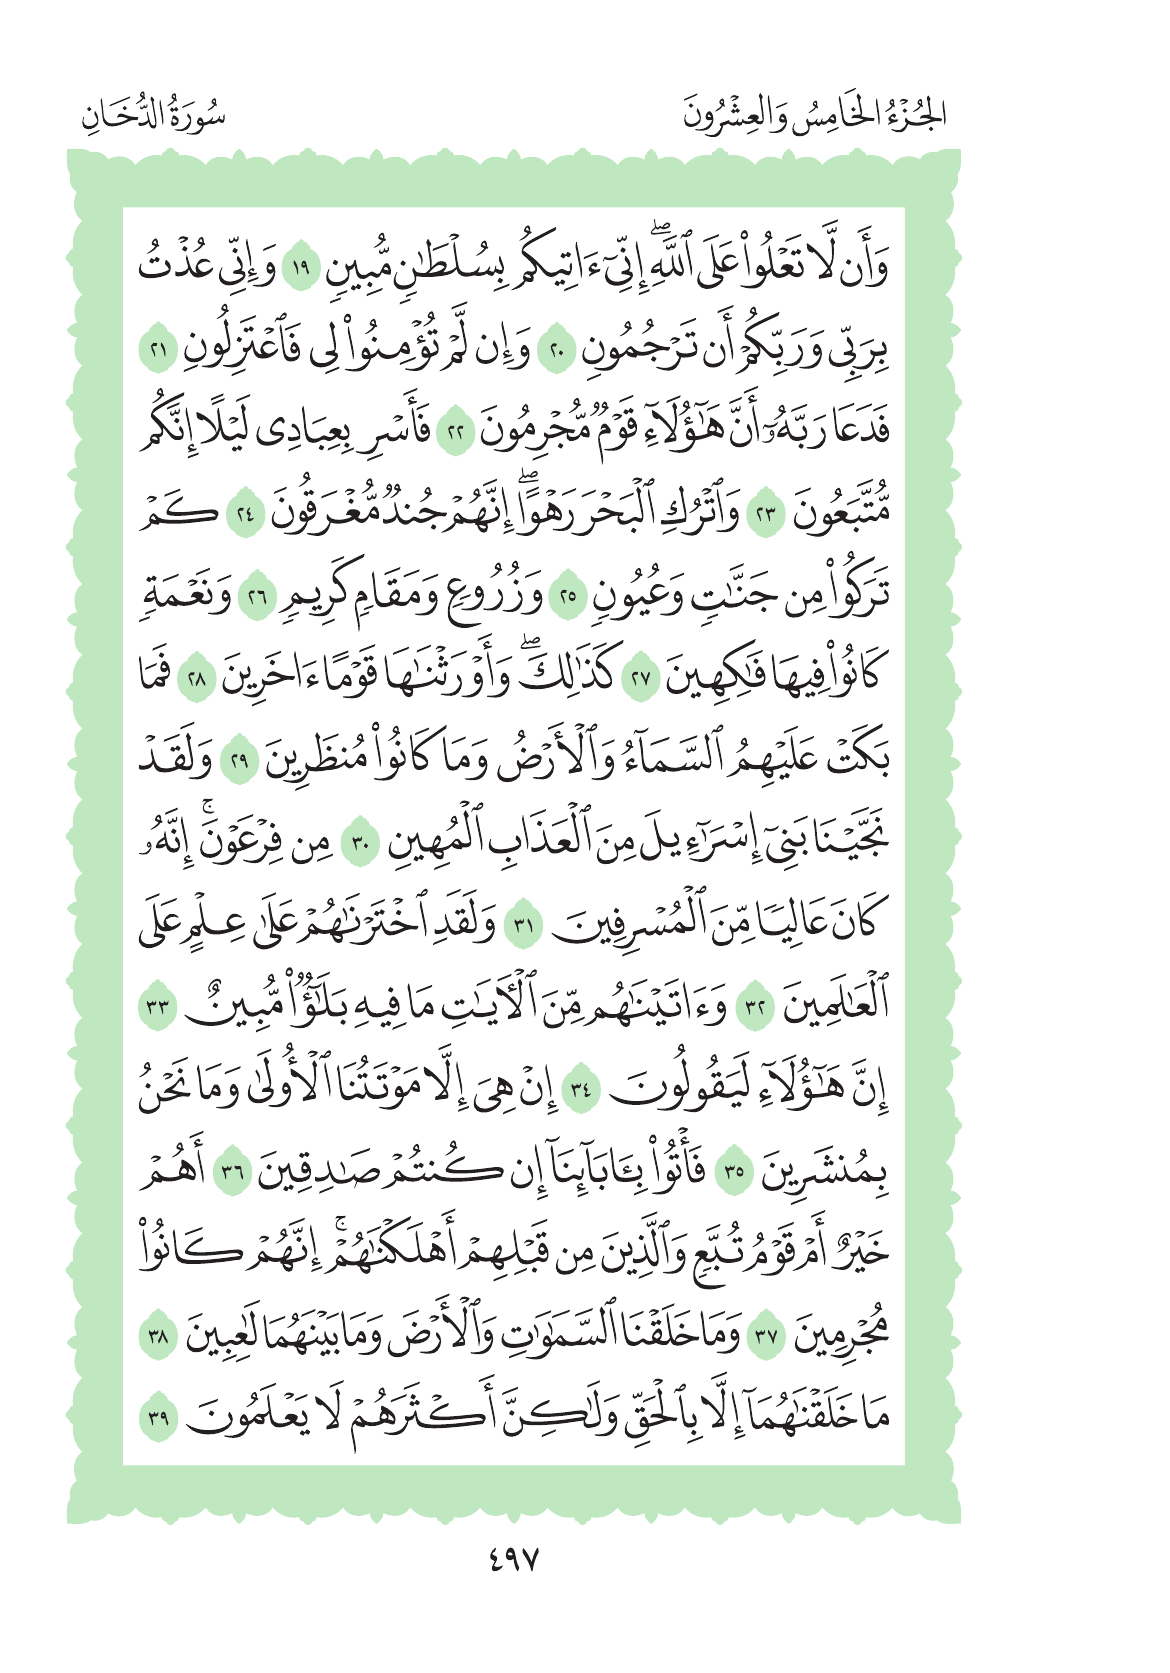 الجُزْءُ الخَامِسُ وَالعِشْرُونَ
سُورَةُ الدُّخَانِ
وَأَن لَّا تَعْلُوا۟ عَلَى ٱللَّهِ ۖ إِنِّىٓ ءَاتِيكُم بِسُلْطَٰنٍ مُّبِينٍ ١٩ وَإِنِّى عُذْتُ
بِرَبِّى وَرَبِّكُمْ أَن تَرْجُمُونِ ٢٠ وَإِن لَّمْ تُؤْمِنُوا۟ لِى فَٱعْتَزِلُونِ ٢١
فَدَعَا رَبَّهُۥٓ أَنَّ هَٰٓؤُلَآءِ قَوْمٌ مُّجْرِمُونَ ٢٢ فَأَسْرِ بِعِبَادِى لَيْلًا إِنَّكُم
مُّتَّبَعُونَ ٢٣ وَٱتْرُكِ ٱلْبَحْرَ رَهْوًا ۖ إِنَّهُمْ جُندٌ مُّغْرَقُونَ ٢٤ كَمْ
تَرَكُوا۟ مِن جَنَّٰتٍ وَعُيُونٍ ٢٥ وَزُرُوعٍ وَمَقَامٍ كَرِيمٍ ٢٦ وَنَعْمَةٍ
كَانُوا۟ فِيهَا فَٰكِهِينَ ٢٧ كَذَٰلِكَ ۖ وَأَوْرَثْنَٰهَا قَوْمًا ءَاخَرِينَ ٢٨ فَمَا
بَكَتْ عَلَيْهِمُ ٱلسَّمَآءُ وَٱلْأَرْضُ وَمَا كَانُوا۟ مُنظَرِينَ ٢٩ وَلَقَدْ
نَجَّيْنَا بَنِىٓ إِسْرَٰٓءِيلَ مِنَ ٱلْعَذَابِ ٱلْمُهِينِ ٣٠ مِن فِرْعَوْنَ ۚ إِنَّهُۥ
كَانَ عَالِيًا مِّنَ ٱلْمُسْرِفِينَ ٣١ وَلَقَدِ ٱخْتَرْنَٰهُمْ عَلَىٰ عِلْمٍ عَلَى
ٱلْعَٰلَمِينَ ٣٢ وَءَاتَيْنَٰهُم مِّنَ ٱلْءَايَٰتِ مَا فِيهِ بَلَٰٓؤٌا۟ مُّبِينٌ ٣٣
إِنَّ هَٰٓؤُلَآءِ لَيَقُولُونَ ٣٤ إِنْ هِىَ إِلَّا مَوْتَتُنَا ٱلْأُولَىٰ وَمَا نَحْنُ
بِمُنشَرِينَ ٣٥ فَأْتُوا۟ بِـَٔابَآئِنَآ إِن كُنتُمْ صَٰدِقِينَ ٣٦ أَهُمْ
خَيْرٌ أَمْ قَوْمُ تُبَّعٍ وَٱلَّذِينَ مِن قَبْلِهِمْ أَهْلَكْنَٰهُمْ ۚ إِنَّهُمْ كَانُوا۟
مُجْرِمِينَ ٣٧ وَمَا خَلَقْنَا ٱلسَّمَٰوَٰتِ وَٱلْأَرْضَ وَمَا بَيْنَهُمَا لَٰعِبِينَ ٣٨
مَا خَلَقْنَٰهُمَآ إِلَّا بِٱلْحَقِّ وَلَٰكِنَّ أَكْثَرَهُمْ لَا يَعْلَمُونَ ٣٩
٤٩٧